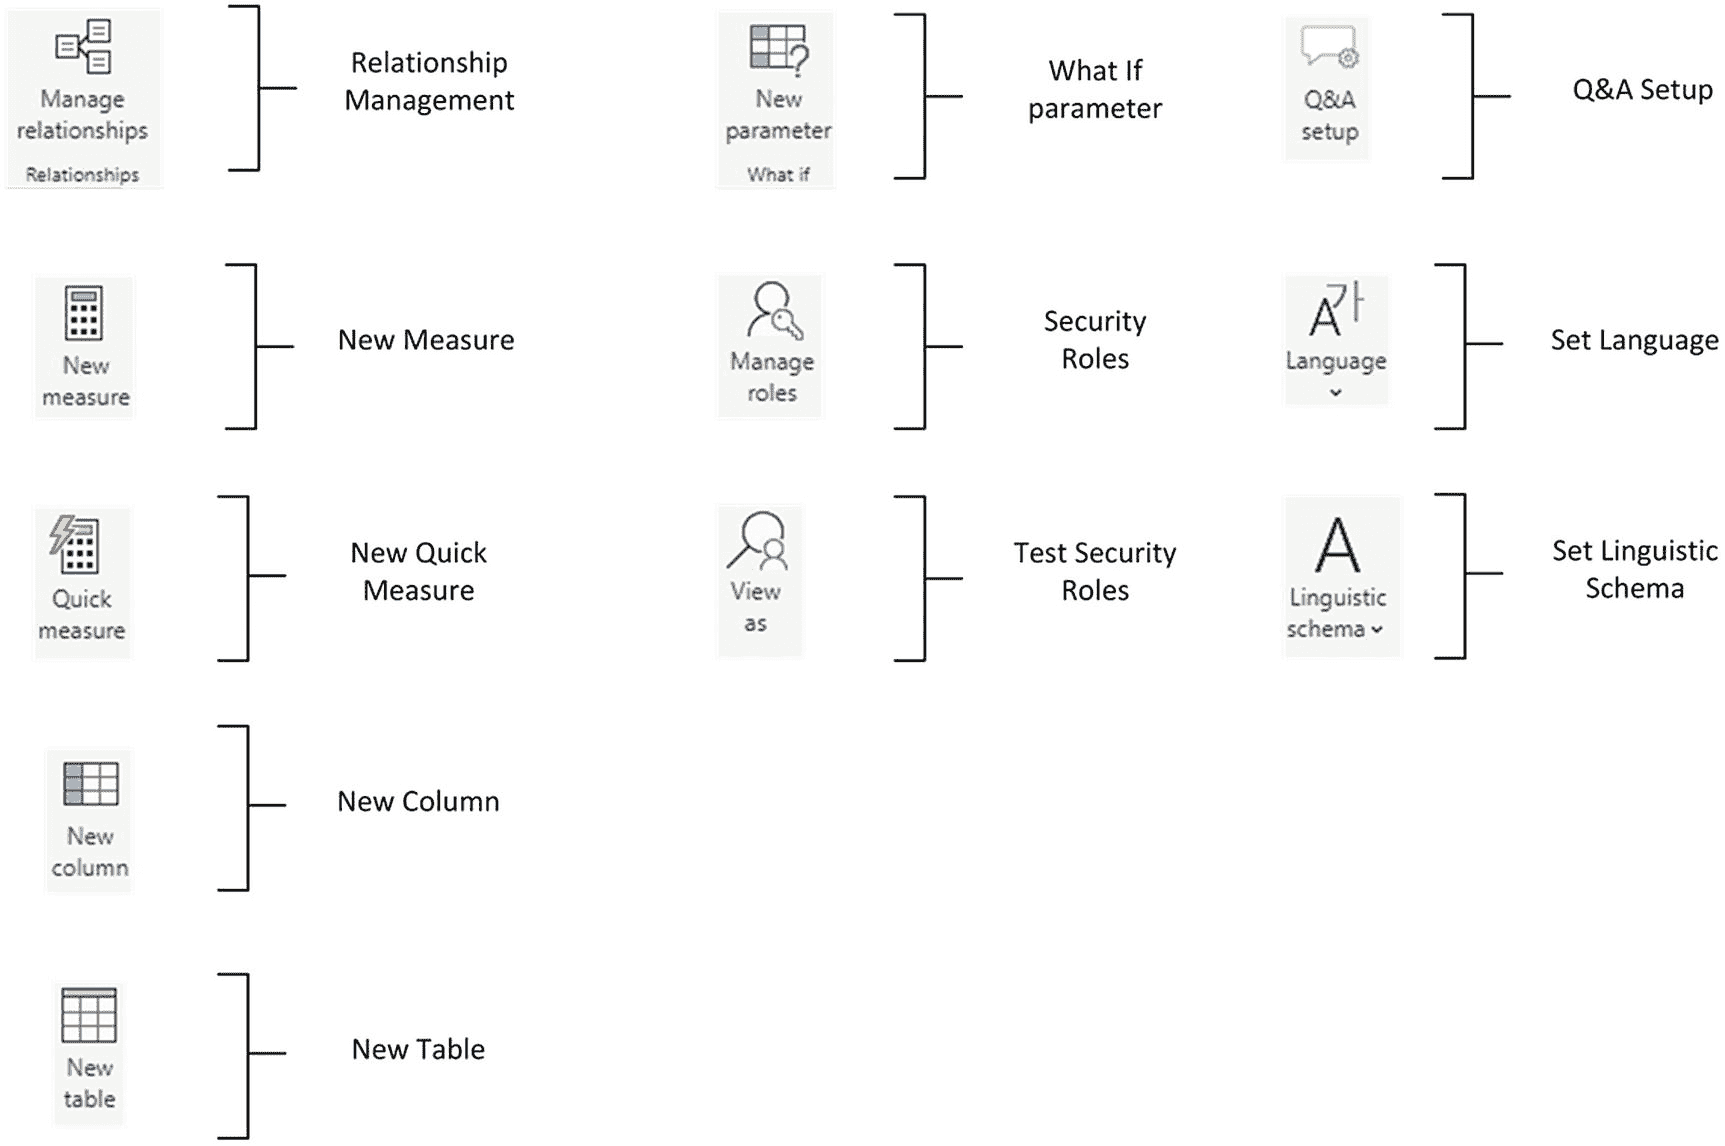 Manage
relationships
Relationships
Relationship
Management
New
measure
New Measure
Quick
measure
New Quick
Measure
New
column
New Column
New
table
New Table
New
parameter
What if
What If
parameter
Manage
roles
Security
Roles
View
as
Test Security
Roles
Q&A
setup
Q&A Setup
Language
Set Language
Linguistic
schema
Set Linguistic
Schema